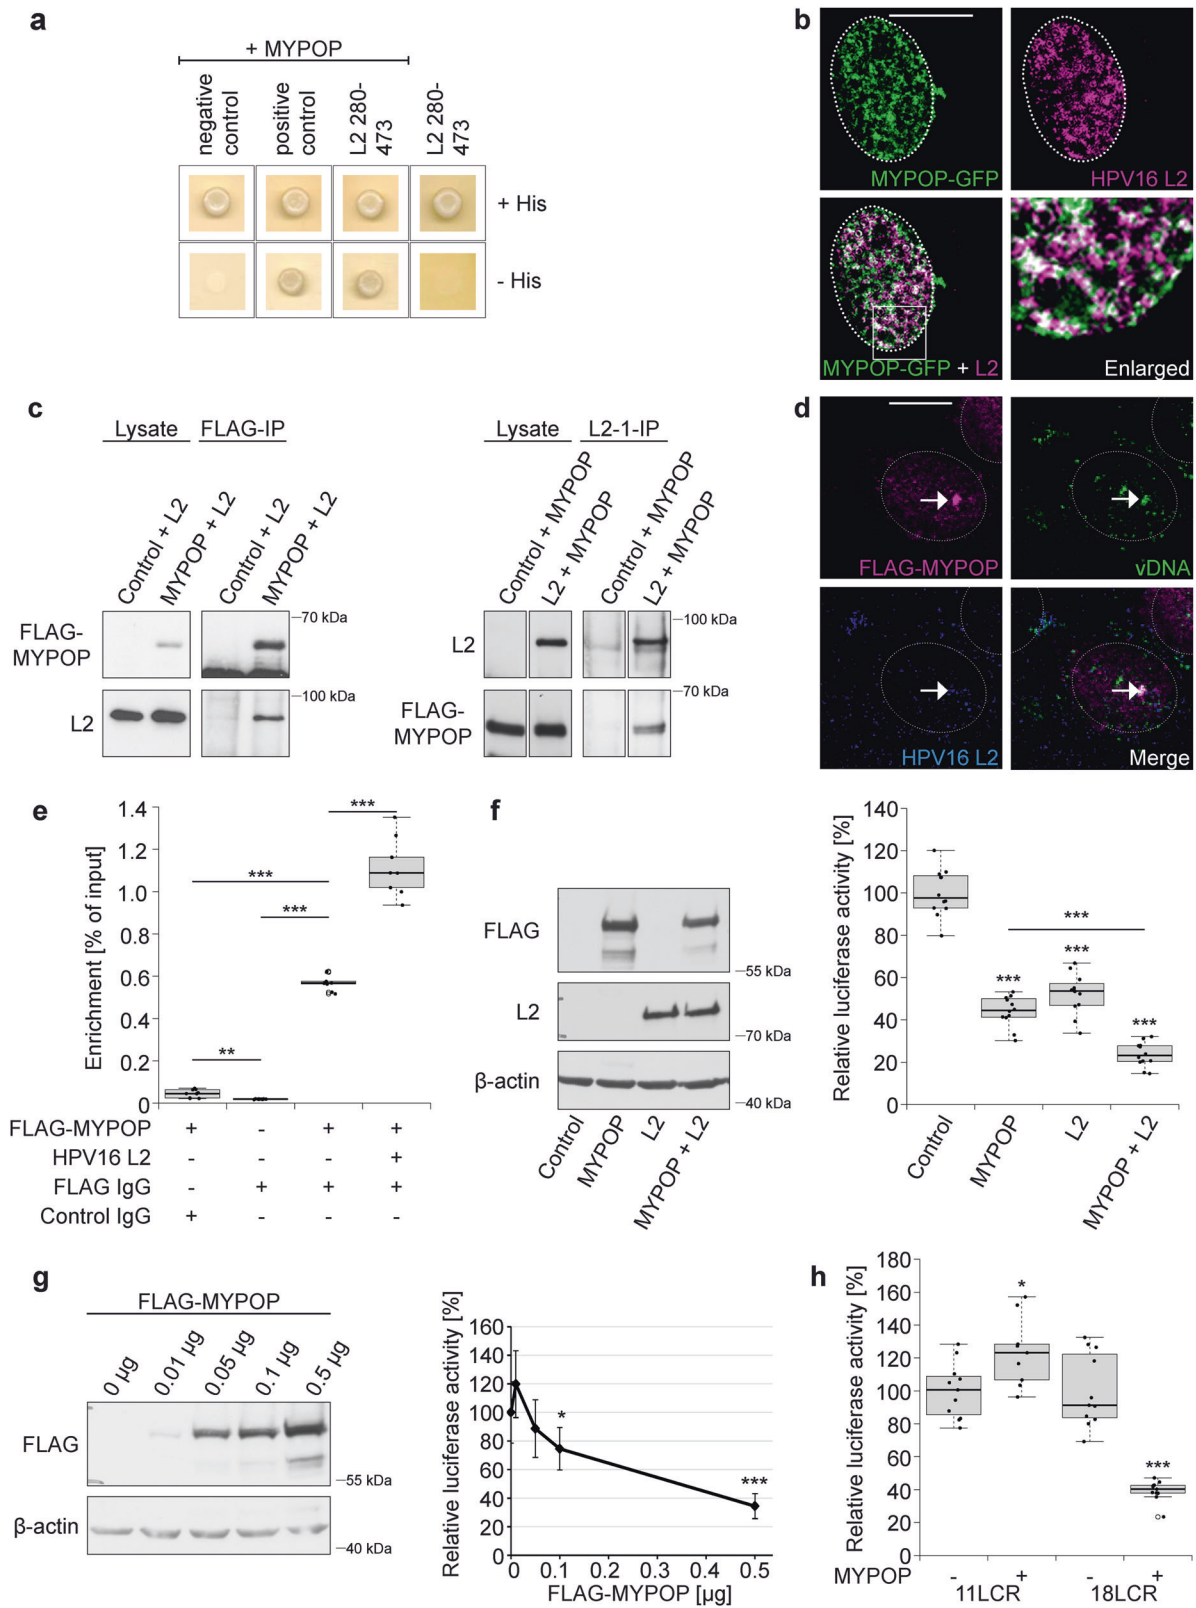 a
+ MYPOP
negative control
positive control
L2 280-473
L2 280-473
+ His
- His
b
MYPOP-GFP
HPV16 L2
MYPOP-GFP + L2
Enlarged
c
Lysate
FLAG-IP
Control + L2
MYPOP + L2
Control + L2
MYPOP + L2
FLAG-MYPOP
70 kDa
L2
100 kDa
Lysate
L2-1-IP
Control + MYPOP
L2 + MYPOP
Control + MYPOP
L2 + MYPOP
L2
100 kDa
FLAG-MYPOP
70 kDa
d
FLAG-MYPOP
vDNA
HPV16 L2
Merge
e
Enrichment [% of input]
1.4
1.2
1.0
0.8
0.6
0.4
0.2
0
***
***
***
**
FLAG-MYPOP + - + +
HPV16 L2 - - - +
FLAG IgG - + + +
Control IgG + - - -
f
FLAG
55 kDa
L2
70 kDa
β-actin
40 kDa
Control
MYPOP
L2
MYPOP + L2
Relative luciferase activity [%]
140
120
100
80
60
40
20
0
***
***
***
***
Control
MYPOP
L2
MYPOP + L2
g
FLAG-MYPOP
0 µg
0.01 µg
0.05 µg
0.1 µg
0.5 µg
FLAG
55 kDa
β-actin
40 kDa
Relative luciferase activity [%]
160
140
120
100
80
60
40
20
0
*
***
0 0.1 0.2 0.3 0.4 0.5
FLAG-MYPOP [µg]
h
Relative luciferase activity [%]
180
160
140
120
100
80
60
40
20
0
*
***
MYPOP - + - +
11LCR 18LCR